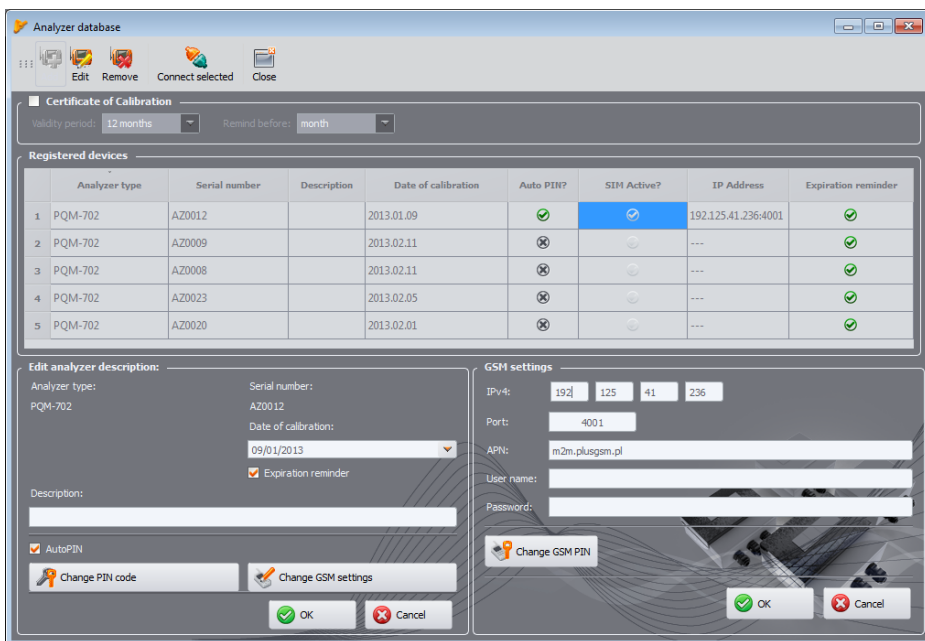 Analyzer database
Edit Remove Connect selected Close
Certificate of Calibration
Validity period: 12 months Remind before: month
Registered devices
Analyzer type Serial number Description Date of calibration Auto PIN? SIM Active? IP Address Expiration reminder
1 PQM-702 AZ0012 2013.01.09 192.125.41.236:4001
2 PQM-702 AZ0009 2013.02.11 ---
3 PQM-702 AZ0008 2013.02.11 ---
4 PQM-702 AZ0023 2013.02.05 ---
5 PQM-702 AZ0020 2013.02.01 ---
Edit analyzer description:
Analyzer type: Serial number:
PQM-702 AZ0012
Date of calibration:
09/01/2013
Expiration reminder
Description:
AutoPIN
Change PIN code Change GSM settings
OK Cancel
GSM settings
IPv4: 192 125 41 236
Port: 4001
APN: m2m.plusgsm.pl
User name:
Password:
Change GSM PIN
OK Cancel